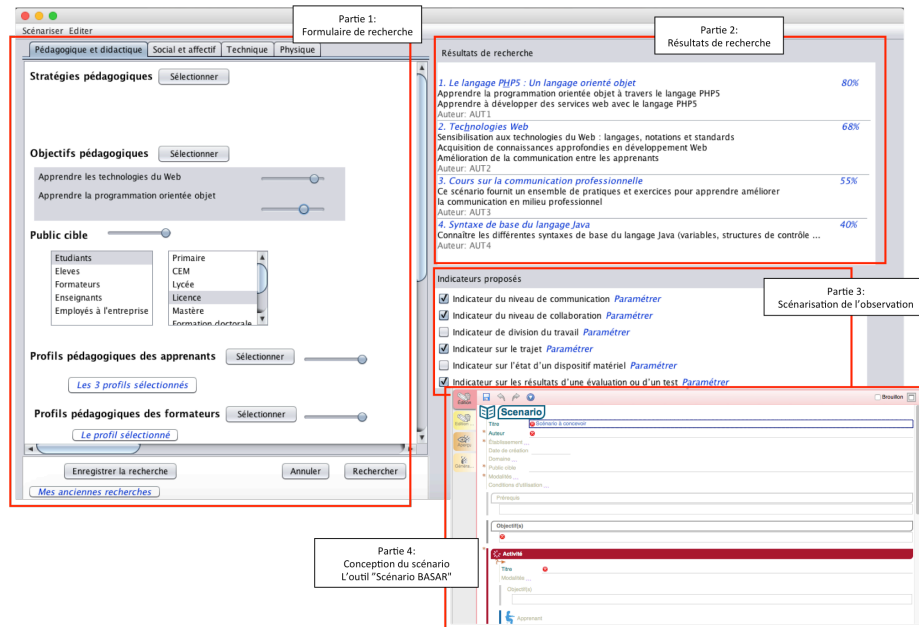 Partie 1:
Formulaire de recherche
Scénariser Editer
Pédagogique et didactique Social et affectif Technique Physique
Stratégies pédagogiques Sélectionner
Objectifs pédagogiques Sélectionner
Apprendre les technologies du Web
Apprendre la programmation orientée objet
Public cible
Etudiants
Eleves
Formateurs
Enseignants
Employés à l'entreprise
Primaire
CEM
Lycée
Licence
Mastère
Formation doctorale
Profils pédagogiques des apprenants Sélectionner
Les 3 profils sélectionnés
Profils pédagogiques des formateurs Sélectionner
Le profil sélectionné
Enregistrer la recherche Annuler Rechercher
Mes anciennes recherches
Partie 2:
Résultats de recherche
Résultats de recherche
1. Le langage PHP5 : Un langage orienté objet 80%
Apprendre la programmation orientée objet à travers le langage PHP5
Apprendre à développer des services web avec le langage PHP5
Auteur: AUT1
2. Technologies Web 68%
Sensibilisation aux technologies du Web : langages, notations et standards
Acquisition de connaissances approfondies en développement Web
Amélioration de la communication entre les apprenants
Auteur: AUT2
3. Cours sur la communication professionnelle 55%
Ce scénario fournit un ensemble de pratiques et exercices pour apprendre améliorer
la communication en milieu professionnel
Auteur: AUT3
4. Syntaxe de base du langage Java 40%
Connaître les différentes syntaxes de base du langage Java (variables, structures de contrôle ...
Auteur: AUT4
Indicateurs proposés
Partie 3:
Scénarisation de l'observation
Indicateur du niveau de communication Paramétrer
Indicateur du niveau de collaboration Paramétrer
Indicateur de division du travail Paramétrer
Indicateur sur le trajet Paramétrer
Indicateur sur l'état d'un dispositif matériel Paramétrer
Indicateur sur les résultats d'une évaluation ou d'un test Paramétrer
Brouillon
Scenario
Titre Scénario à concevoir
* Auteur
* Etablissement ...
Date de création
Domaine ...
* Public cible
* Modalités ...
Conditions d'utilisation ...
Prérequis
Objectif(s)
Partie 4:
Conception du scénario
L'outil "Scénario BASAR"
* Activité
Titre
Modalités ...
Objectif(s)
Apprenant